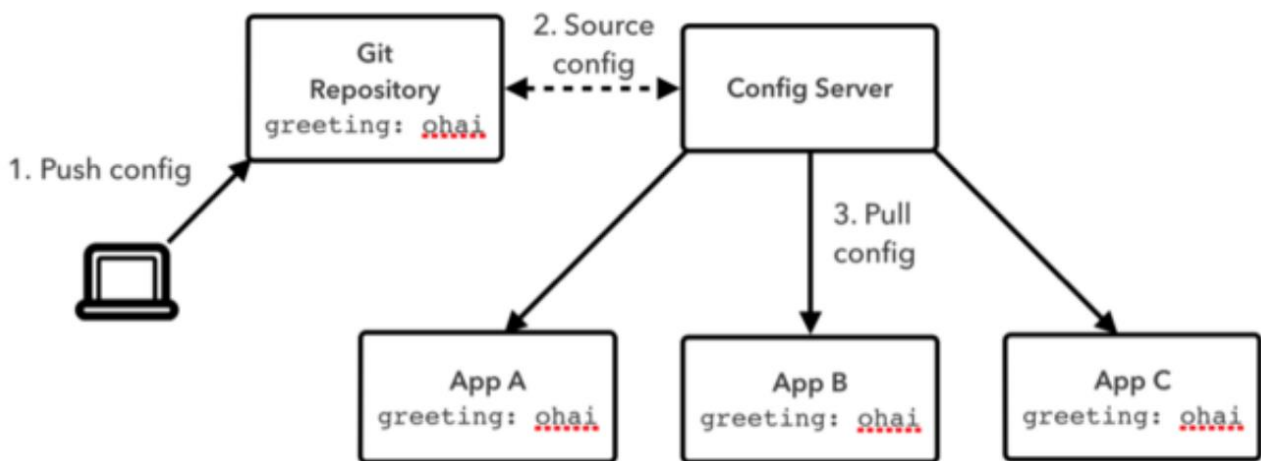 Git
Repository
greeting: ohai
2. Source
config
Config Server
1. Push config
3. Pull
config
App A
greeting: ohai
App B
greeting: ohai
App C
greeting: ohai